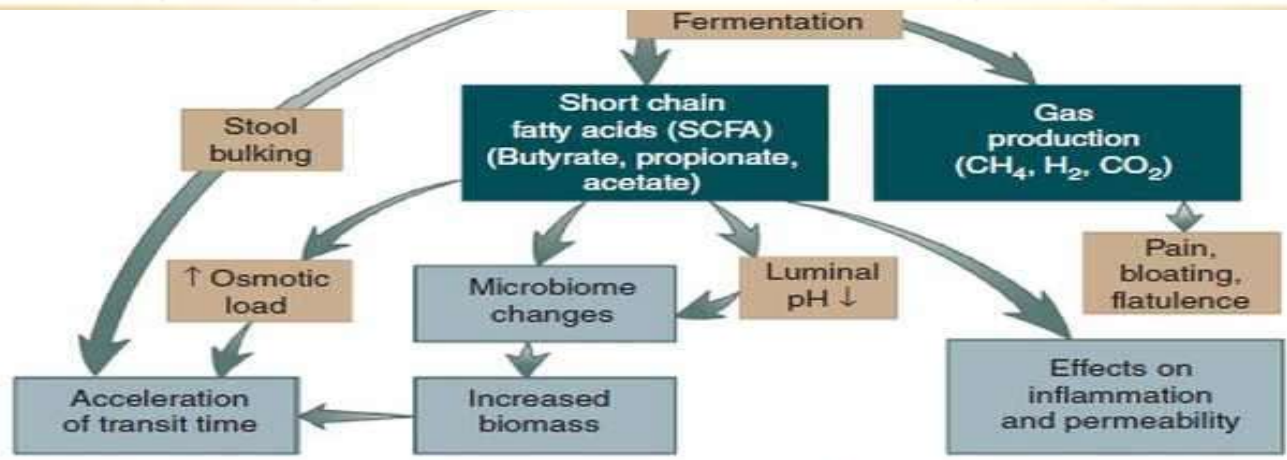 Fermentation
Short chain
fatty acids (SCFA)
(Butyrate, propionate,
acetate)
Gas
production
(CH₄, H₂, CO₂)
Stool
bulking
↑ Osmotic
load
Microbiome
changes
Luminal
pH ↓
Pain,
bloating,
flatulence
Acceleration
of transit time
Increased
biomass
Effects on
inflammation
and permeability